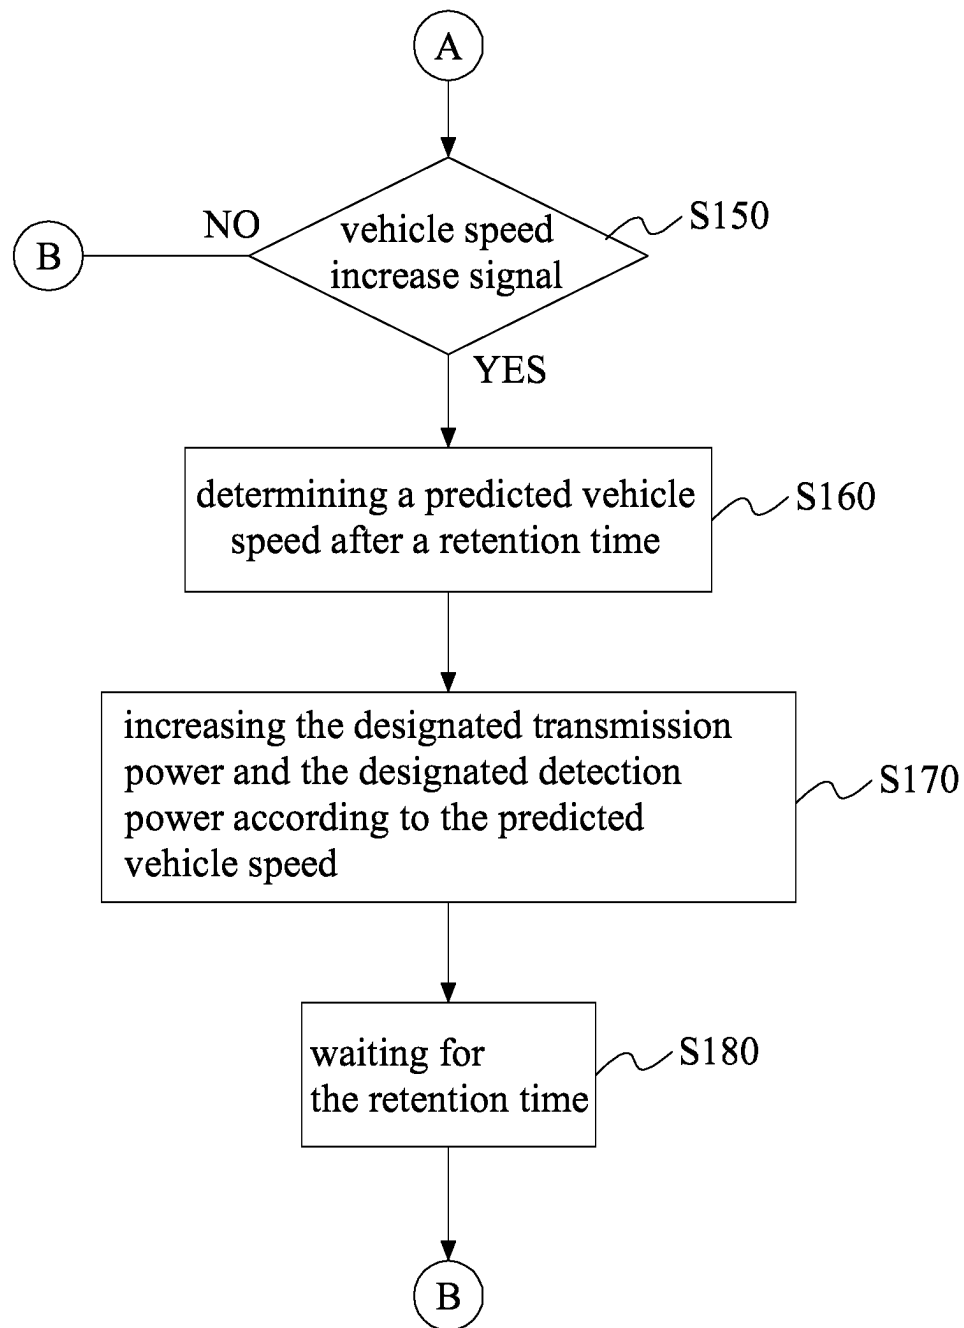 A
NO
B
vehicle speed
increase signal
S150
YES
determining a predicted vehicle
speed after a retention time
S160
increasing the designated transmission
power and the designated detection
power according to the predicted
vehicle speed
S170
waiting for
the retention time
S180
B